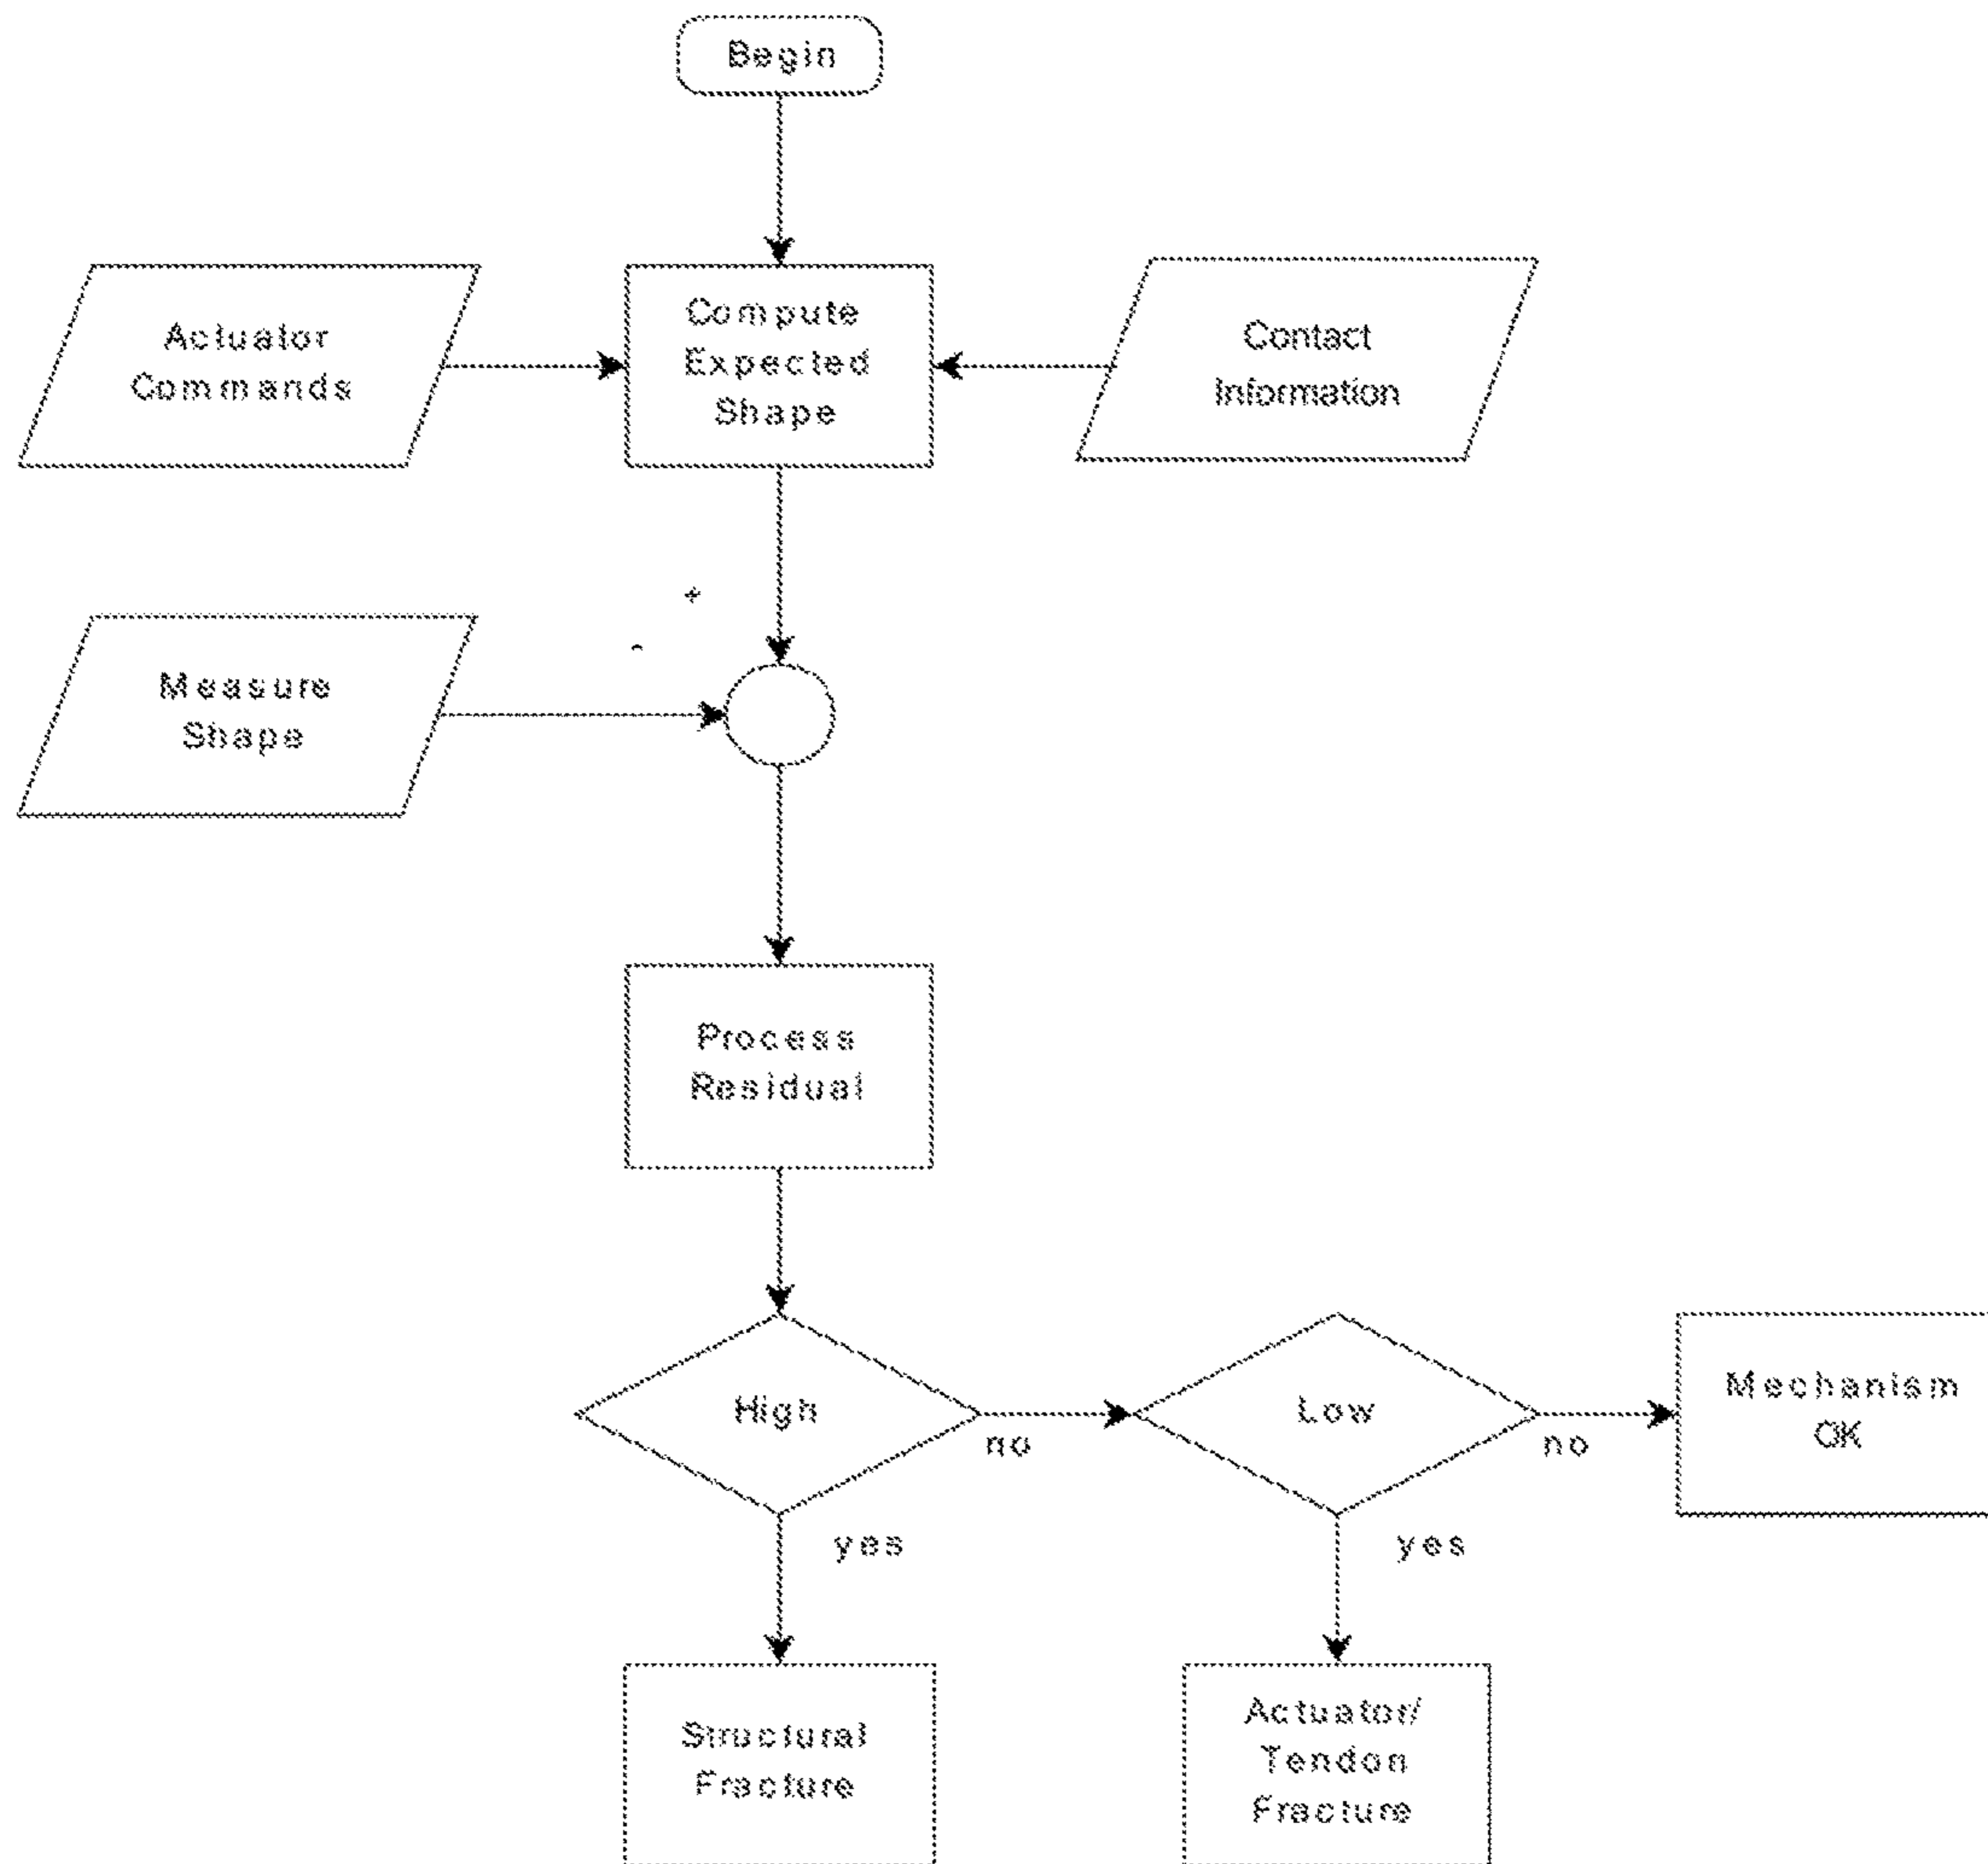 Begin
Actuator
Commands
Compute
Expected
Shape
Contact
Information
+
-
Measure
Shape
Process
Residual
High
no
Low
no
Mechanism
OK
yes
yes
Structural
Fracture
Actuator/
Tendon
Fracture